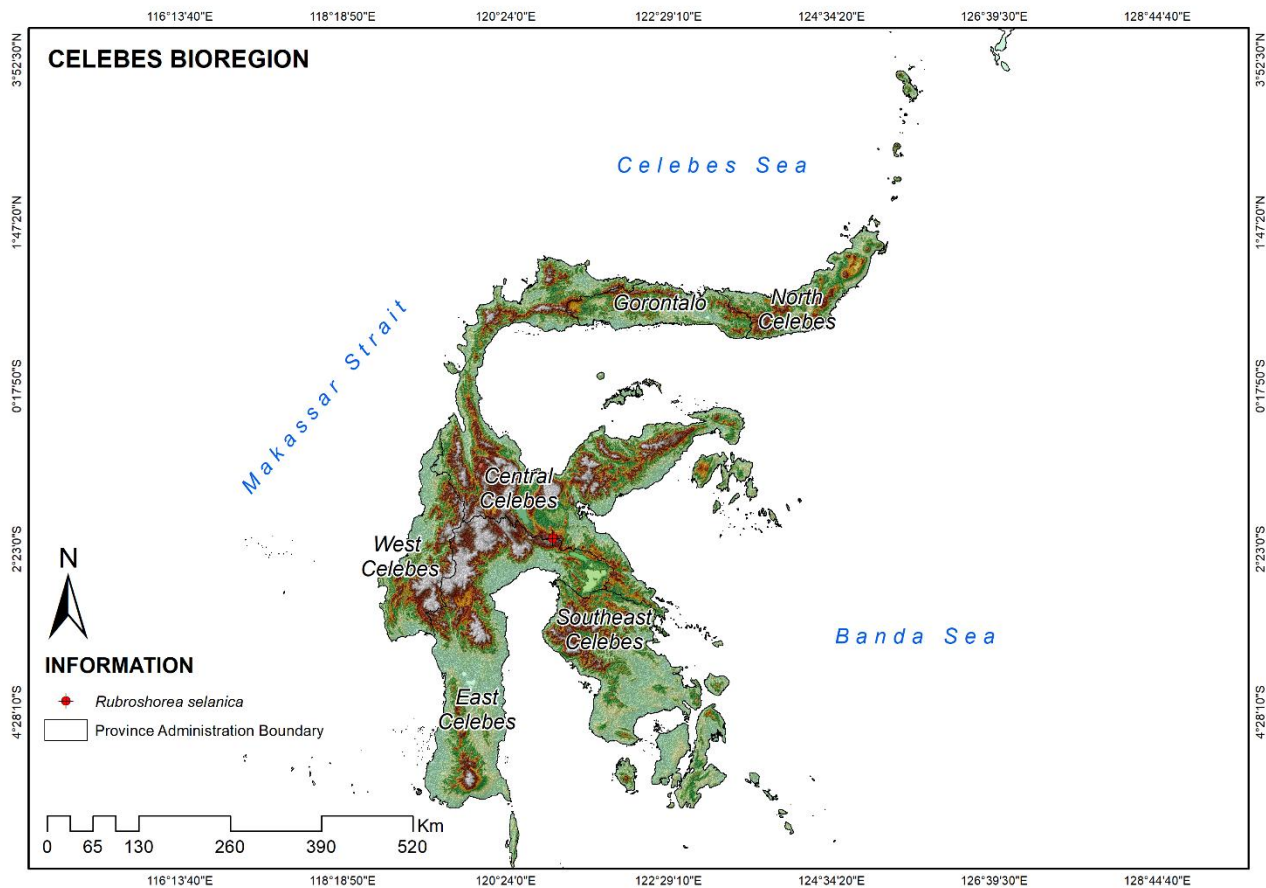 116°13'40"E 118°18'50"E 120°24'0"E 122°29'10"E 124°34'20"E 126°39'30"E 128°44'40"E
CELEBES BIOREGION
3°52'30"N
3°52'30"N
Celebes Sea
1°47'20"N
1°47'20"N
Gorontalo
North
Celebes
Makassar Strait
0°17'50"S
0°17'50"S
Central
Celebes
West
Celebes
2°23'0"S
2°23'0"S
N
Southeast
Celebes
Banda Sea
INFORMATION
Rubroshorea selanica
Province Administration Boundary
East
Celebes
4°28'10"S
4°28'10"S
Km
0 65 130 260 390 520
116°13'40"E 118°18'50"E 120°24'0"E 122°29'10"E 124°34'20"E 126°39'30"E 128°44'40"E